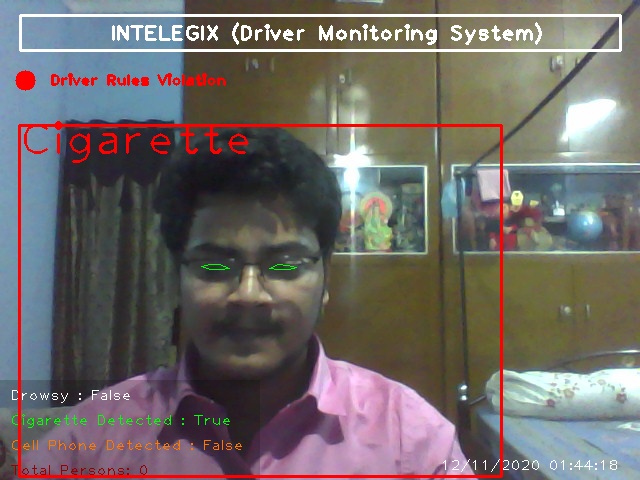 INTELEGIX (Driver Monitoring System)
Driver Rules Violation
Cigarette
Drowsy : False
Cigarette Detected : True
Cell Phone Detected : False
Total Persons: 0
12/11/2020 01:44:18